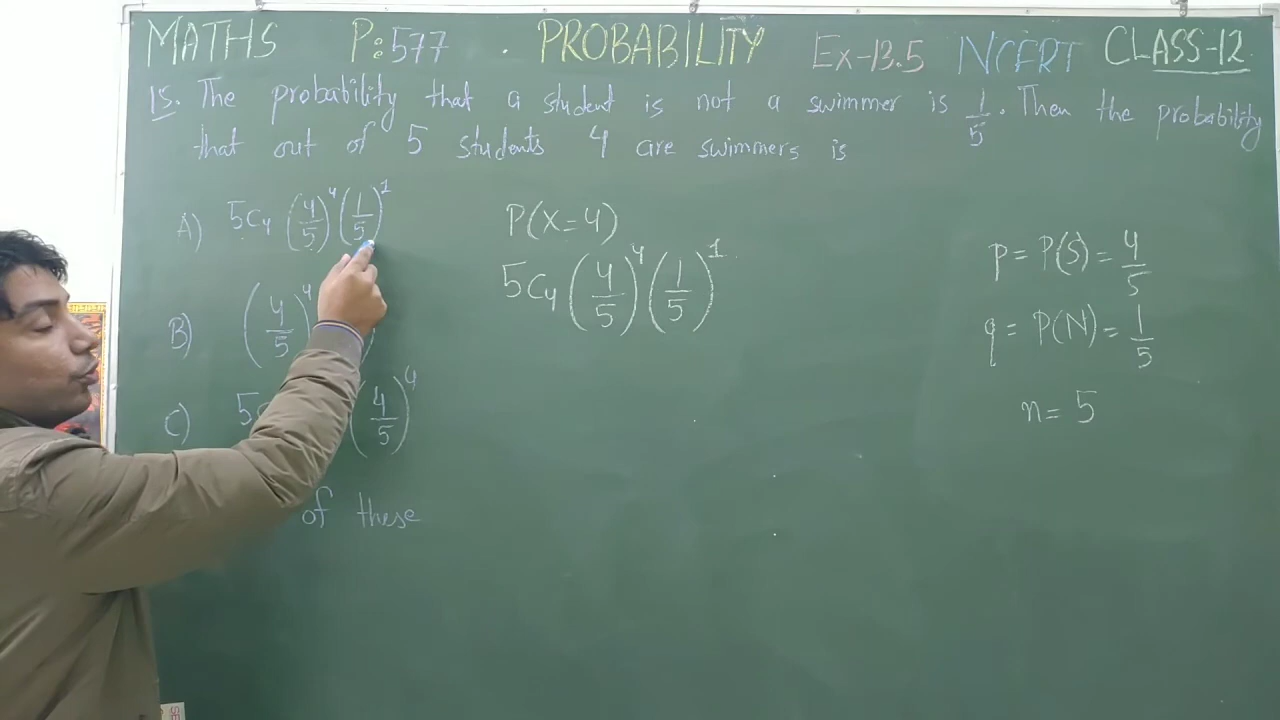 MATHS P:577 . PROBABILITY Ex-13.5 NCERT CLASS-12
15. The probability that a student is not a swimmer is 1/5. Then the probability
that out of 5 students 4 are swimmers is
A) 5C₄ (4/5)⁴ (1/5)¹
B) (4/5)⁴
C) 5 (4/5)⁴
of these
P(X=4)
5C₄ (4/5)⁴ (1/5)¹
p = P(S) = 4/5
q = P(N) = 1/5
n = 5